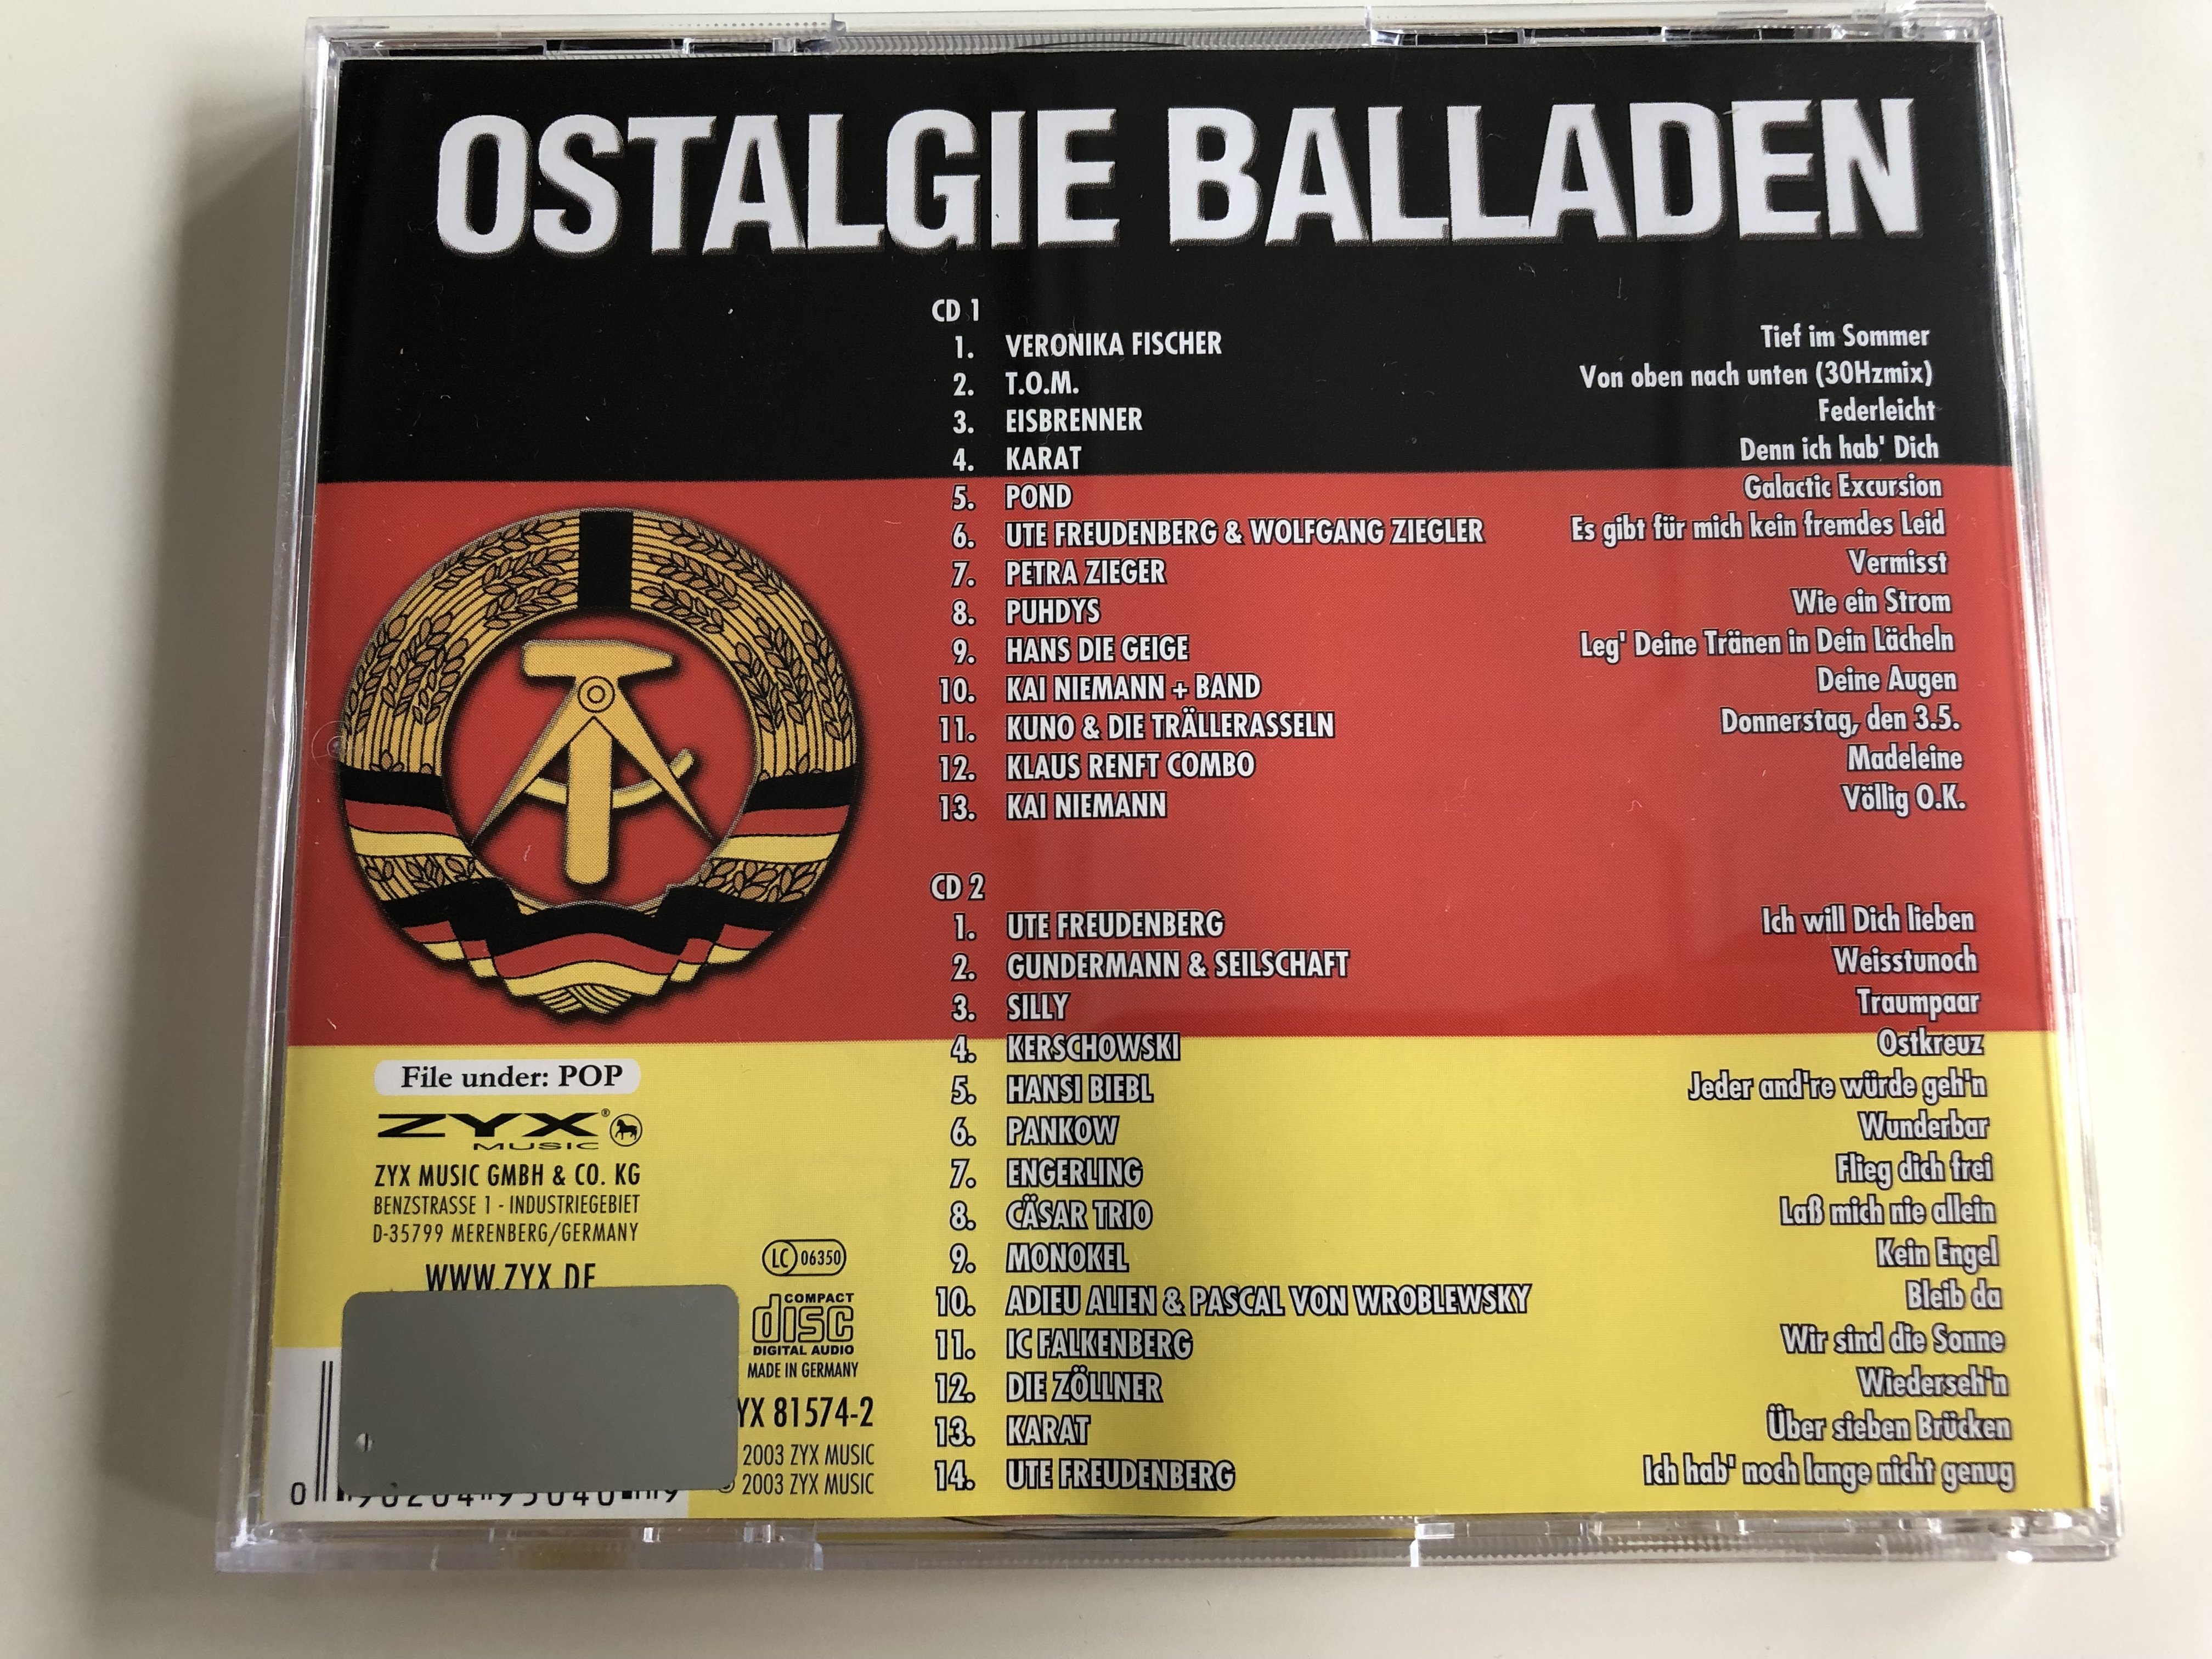 OSTALGIE BALLADEN
CD 1
1. VERONIKA FISCHER Tief im Sommer
2. T.O.M. Von oben nach unten (30Hzmix)
3. EISBRENNER Federleicht
4. KARAT Denn ich hab' Dich
5. POND Galactic Excursion
6. UTE FREUDENBERG & WOLFGANG ZIEGLER Es gibt für mich kein fremdes Leid
7. PETRA ZIEGER Vermisst
8. PUHDYS Wie ein Strom
9. HANS DIE GEIGE Leg' Deine Tränen in Dein Lächeln
10. KAI NIEMANN + BAND Deine Augen
11. KUNO & DIE TRÄLLERASSELN Donnerstag, den 3.5.
12. KLAUS RENFT COMBO Madeleine
13. KAI NIEMANN Völlig O.K.
CD 2
1. UTE FREUDENBERG Ich will Dich lieben
2. GUNDERMANN & SEILSCHAFT Weisstunoch
3. SILLY Traumpaar
4. KERSCHOWSKI Ostkreuz
5. HANSI BIEBL Jeder and're würde geh'n
6. PANKOW Wunderbar
7. ENGERLING Flieg dich frei
8. CÄSAR TRIO Laß mich nie allein
9. MONOKEL Kein Engel
10. ADIEU ALIEN & PASCAL VON WROBLEWSKY Bleib da
11. IC FALKENBERG Wir sind die Sonne
12. DIE ZÖLLNER Wiederseh'n
13. KARAT Über sieben Brücken
14. UTE FREUDENBERG Ich hab' noch lange nicht genug
File under: POP
ZYX®
MUSIC
ZYX MUSIC GMBH & CO. KG
BENZSTRASSE 1 - INDUSTRIEGEBIET
D-35799 MERENBERG/GERMANY
WWW.ZYX.DE
LC 06350
COMPACT
disc
DIGITAL AUDIO
MADE IN GERMANY
YX 81574-2
2003 ZYX MUSIC
2003 ZYX MUSIC
0